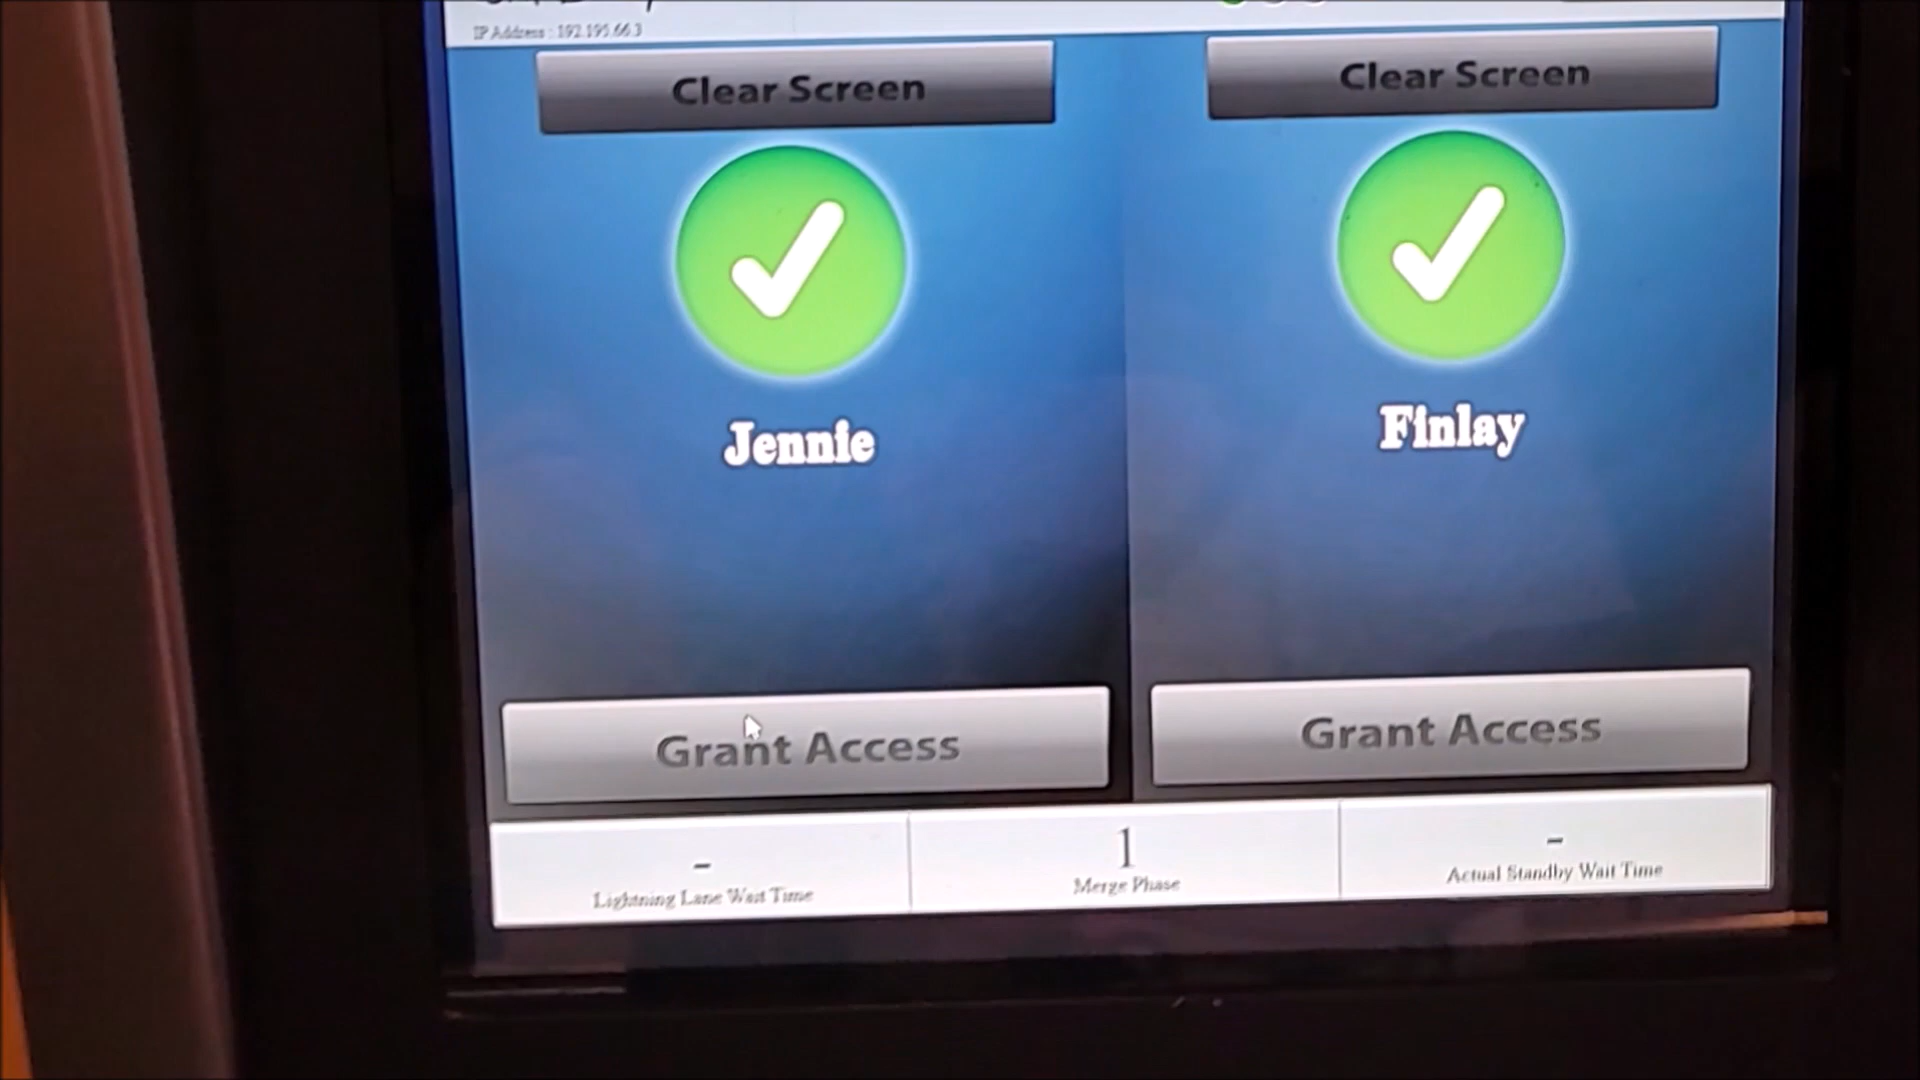 IP Address : 192.195.66.3
Clear Screen
Clear Screen
Jennie
Finlay
Grant Access
Grant Access
-
Lightning Lane Wait Time
1
Merge Phase
-
Actual Standby Wait Time